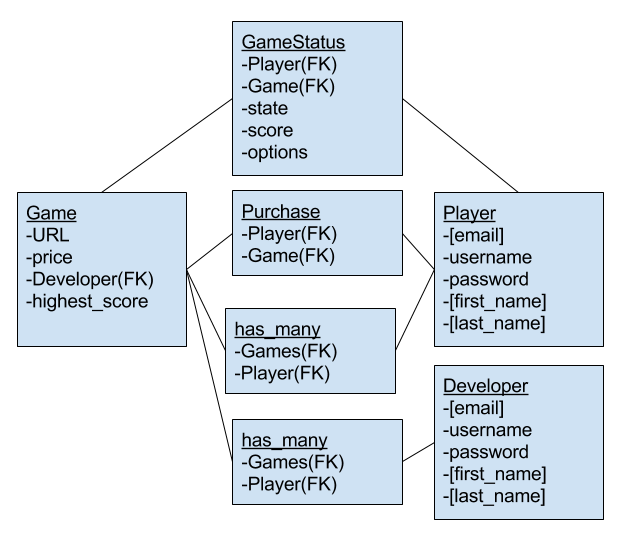 GameStatus
-Player(FK)
-Game(FK)
-state
-score
-options
Game
-URL
-price
-Developer(FK)
-highest_score
Purchase
-Player(FK)
-Game(FK)
Player
-[email]
-username
-password
-[first_name]
-[last_name]
has_many
-Games(FK)
-Player(FK)
has_many
-Games(FK)
-Player(FK)
Developer
-[email]
-username
-password
-[first_name]
-[last_name]